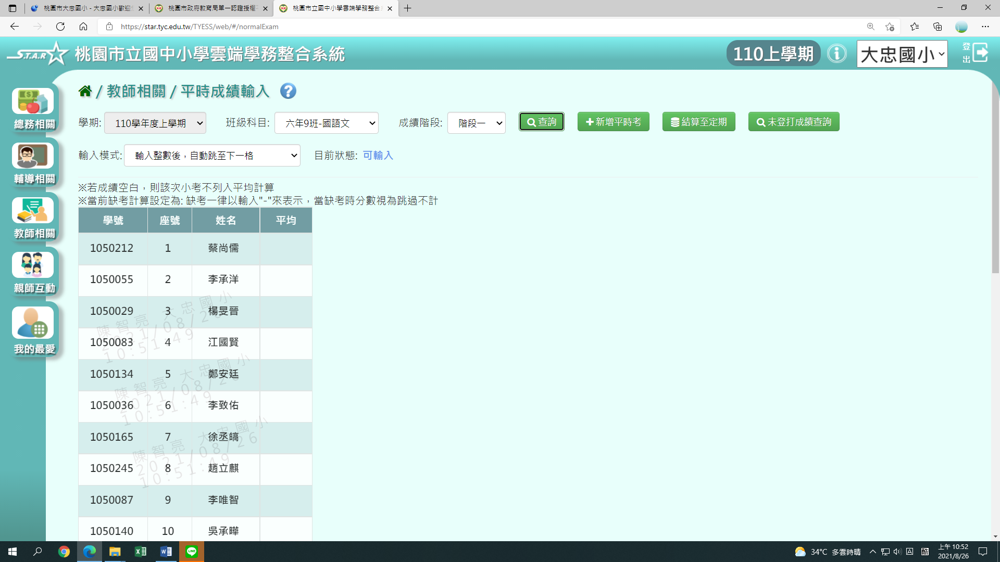 桃園市大忠國小 - 大忠國小歡迎
桃園市政府教育局單一認證授權
桃園市立國中小學雲端學務整合
https://star.tyc.edu.tw/TYESS/web/#/normalExam
S.T.A.R 桃園市立國中小學雲端學務整合系統
110上學期
大忠國小
登出
總務相關
輔導相關
教師相關
親師互動
我的最愛
/ 教師相關 / 平時成績輸入 ?
學期: 110學年度上學期 班級科目: 六年9班-國語文 成績階段: 階段一 查詢 新增平時考 結算至定期 未登打成績查詢
輸入模式: 輸入整數後，自動跳至下一格 目前狀態: 可輸入
※若成績空白，則該次小考不列入平均計算
※當前缺考計算設定為: 缺考一律以輸入"-"來表示，當缺考時分數視為跳過不計
學號 座號 姓名 平均
1050212 1 蔡尚儒
1050055 2 李承洋
1050029 3 楊旻晉
1050083 4 江國賢
1050134 5 鄭安廷
1050036 6 李致佑
1050165 7 徐丞皜
1050245 8 趙立麒
1050087 9 李唯智
1050140 10 吳承曄
陳智亮 大忠國小
2021/08/26
10:51:49
陳智亮 大忠國小
2021/08/26
10:51:49
陳智亮 大忠國小
2021/08/26
10:51:49
34°C 多雲時晴
上午 10:52
2021/8/26